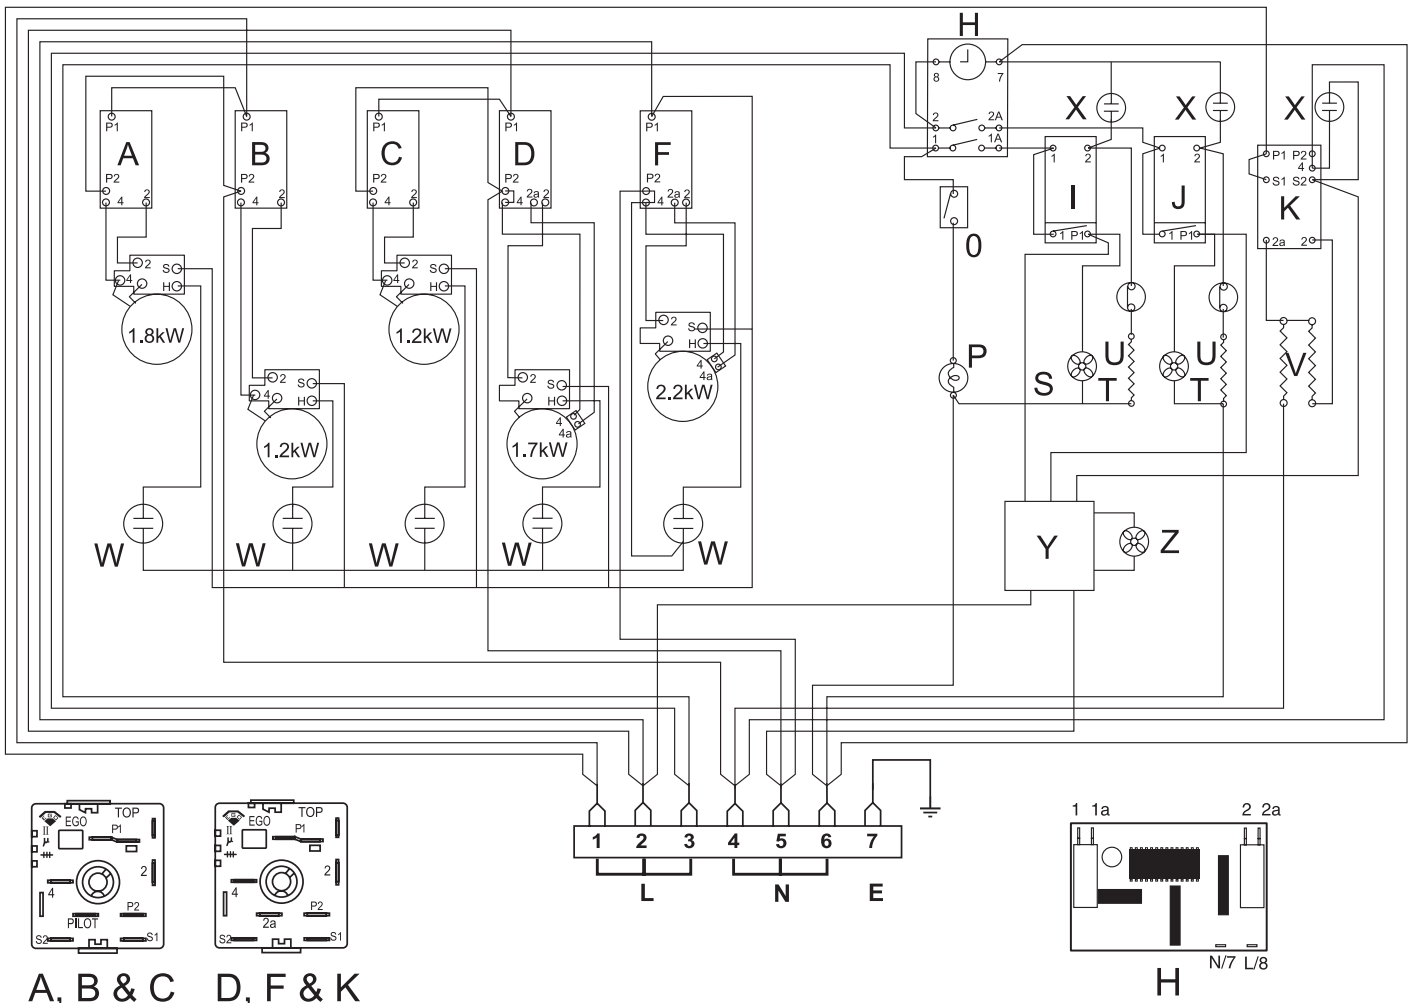 H
8 7
2 2A
1 1A
X X X
P1 P1 P1 P1 P1
A B C D F
P2 P2 P2 P2 P2
4 2 4 2 4 2 4 2a 2 4 2a 2
1 2 1 2
I J
1 P1 1 P1
P1 P2
4
S1 S2
K
2a 2
0
2 S
4 H
1.8kW
2 S
4 H
1.2kW
2 S
4 H
1.2kW
2 S
H
4
4a
1.7kW
2 S
H
4
4a
2.2kW
P S U T U T V
W W W W W
Y Z
1 2 3 4 5 6 7
L N E
TOP
EGO
P1
II
μ
2
4
P2
PILOT
S2 S1
A, B & C
TOP
EGO
P1
II
μ
2
4
P2
2a
S2 S1
D, F & K
1 1a 2 2a
N/7 L/8
H